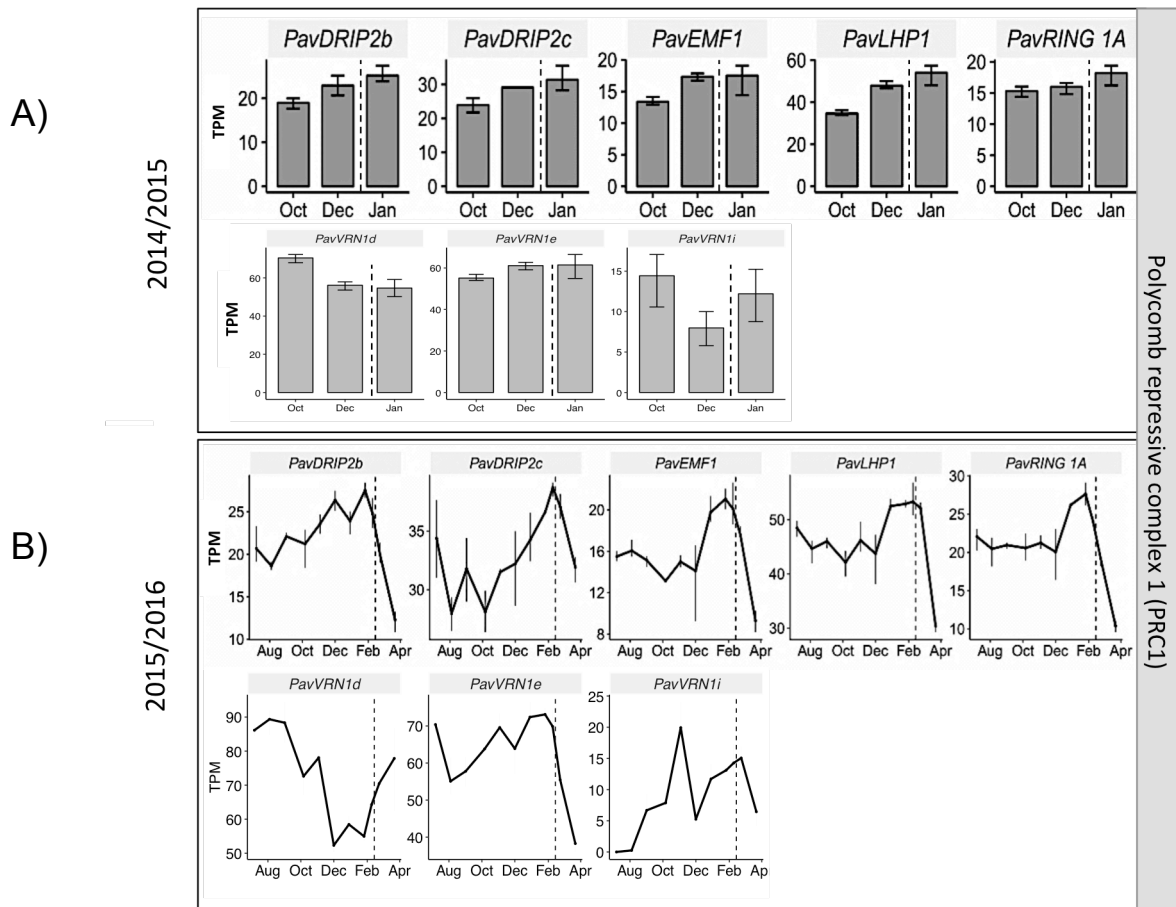 A)
2014/2015
PavDRIP2b PavDRIP2c PavEMF1 PavLHP1 PavRING 1A
TPM
20
10
0
Oct Dec Jan
30
20
10
0
Oct Dec Jan
20
15
10
5
0
Oct Dec Jan
60
40
20
0
Oct Dec Jan
20
15
10
5
0
Oct Dec Jan
PavVRN1d PavVRN1e PavVRN1i
TPM
60
40
20
0
Oct Dec Jan
60
40
20
0
Oct Dec Jan
15
10
5
0
Oct Dec Jan
B)
2015/2016
PavDRIP2b PavDRIP2c PavEMF1 PavLHP1 PavRING 1A
TPM
25
20
15
10
Aug Oct Dec Feb Apr
35
30
Aug Oct Dec Feb Apr
20
16
12
8
Aug Oct Dec Feb Apr
50
40
30
Aug Oct Dec Feb Apr
30
25
20
15
10
Aug Oct Dec Feb Apr
PavVRN1d PavVRN1e PavVRN1i
TPM
90
80
70
60
50
Aug Oct Dec Feb Apr
70
60
50
40
Aug Oct Dec Feb Apr
25
20
15
10
5
0
Aug Oct Dec Feb Apr
Polycomb repressive complex 1 (PRC1)